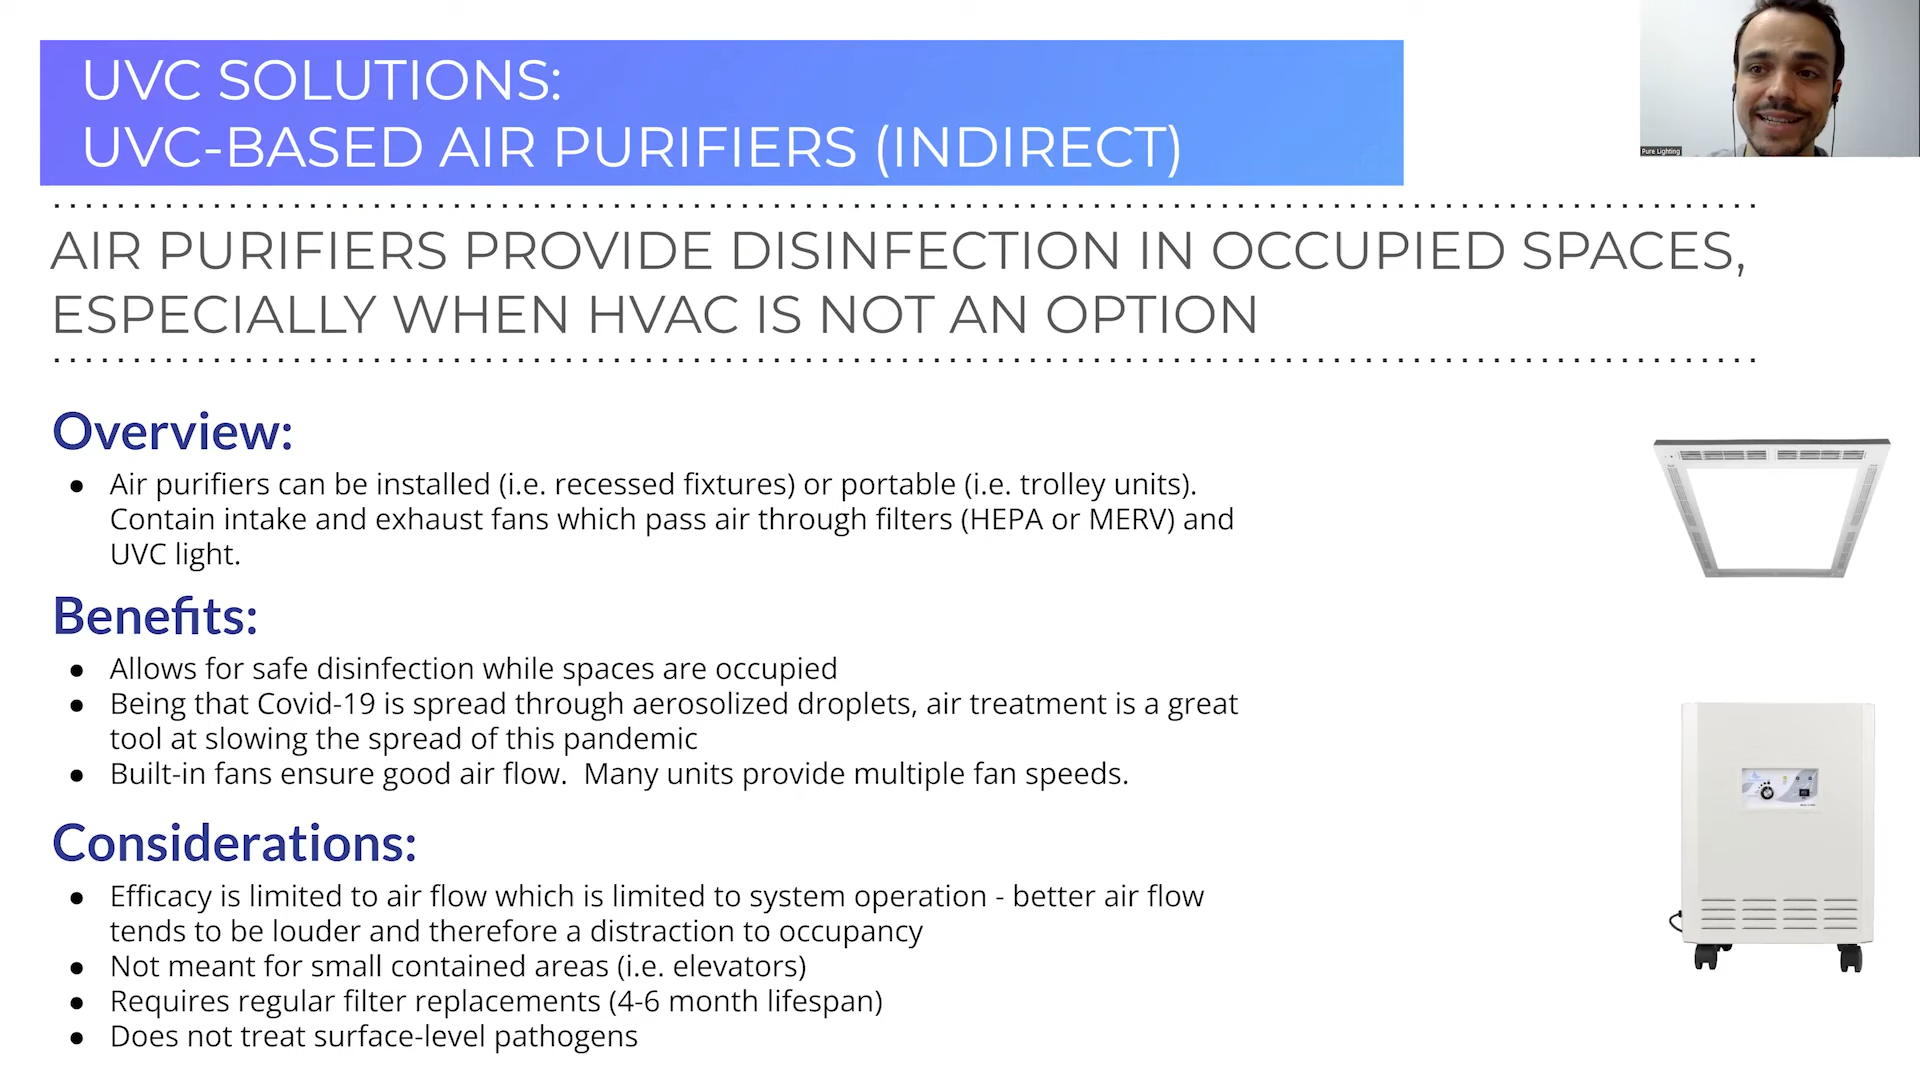 UVC SOLUTIONS:
UVC-BASED AIR PURIFIERS (INDIRECT)
Pure Lighting
AIR PURIFIERS PROVIDE DISINFECTION IN OCCUPIED SPACES,
ESPECIALLY WHEN HVAC IS NOT AN OPTION
Overview:
● Air purifiers can be installed (i.e. recessed fixtures) or portable (i.e. trolley units).
Contain intake and exhaust fans which pass air through filters (HEPA or MERV) and
UVC light.
Benefits:
● Allows for safe disinfection while spaces are occupied
● Being that Covid-19 is spread through aerosolized droplets, air treatment is a great
tool at slowing the spread of this pandemic
● Built-in fans ensure good air flow.  Many units provide multiple fan speeds.
Considerations:
● Efficacy is limited to air flow which is limited to system operation - better air flow
tends to be louder and therefore a distraction to occupancy
● Not meant for small contained areas (i.e. elevators)
● Requires regular filter replacements (4-6 month lifespan)
● Does not treat surface-level pathogens